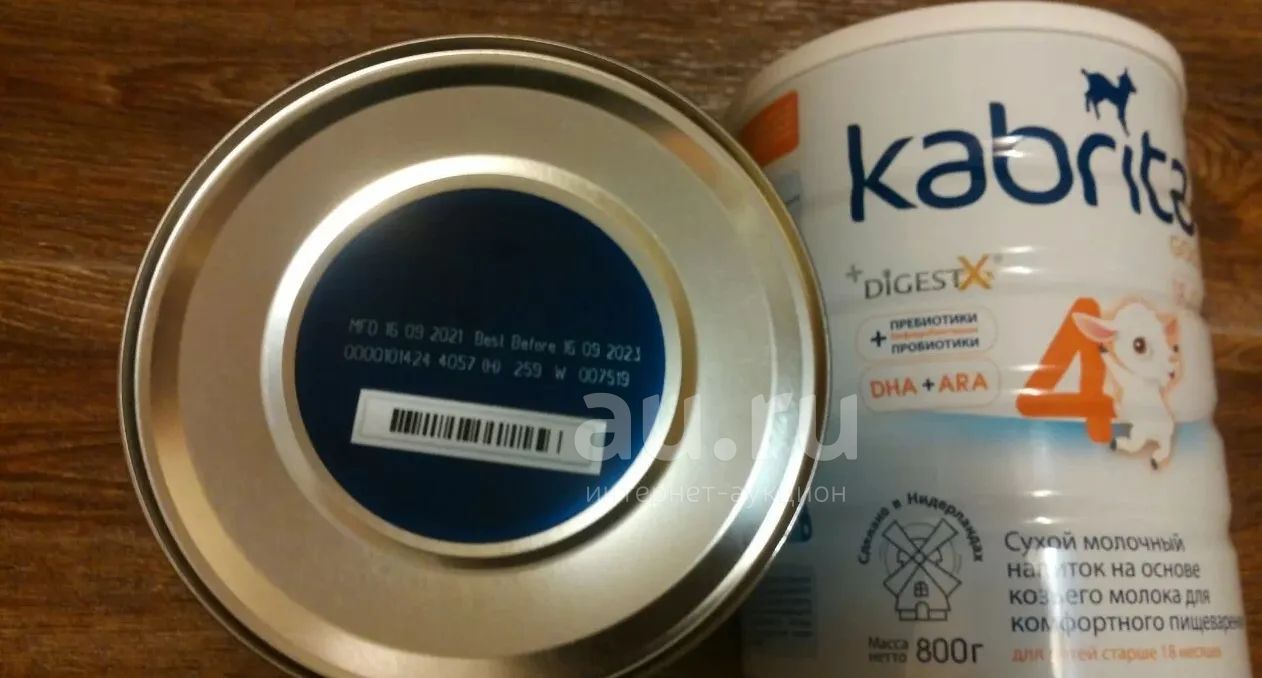 MFD 16 09 2021 Best Before 16 09 2023
0000101424 4057 (H) 259 W 007519
kabrita
+DiGESTX
+ ПРЕБИОТИКИ
ПРОБИОТИКИ
DHA + ARA
4
Сделано в Нидерландах
Сухой молочный
напиток на основе
козьего молока для
комфортного пищеварения
для детей старше 18 месяцев
Масса
нетто 800г
au.ru
интернет-аукцион